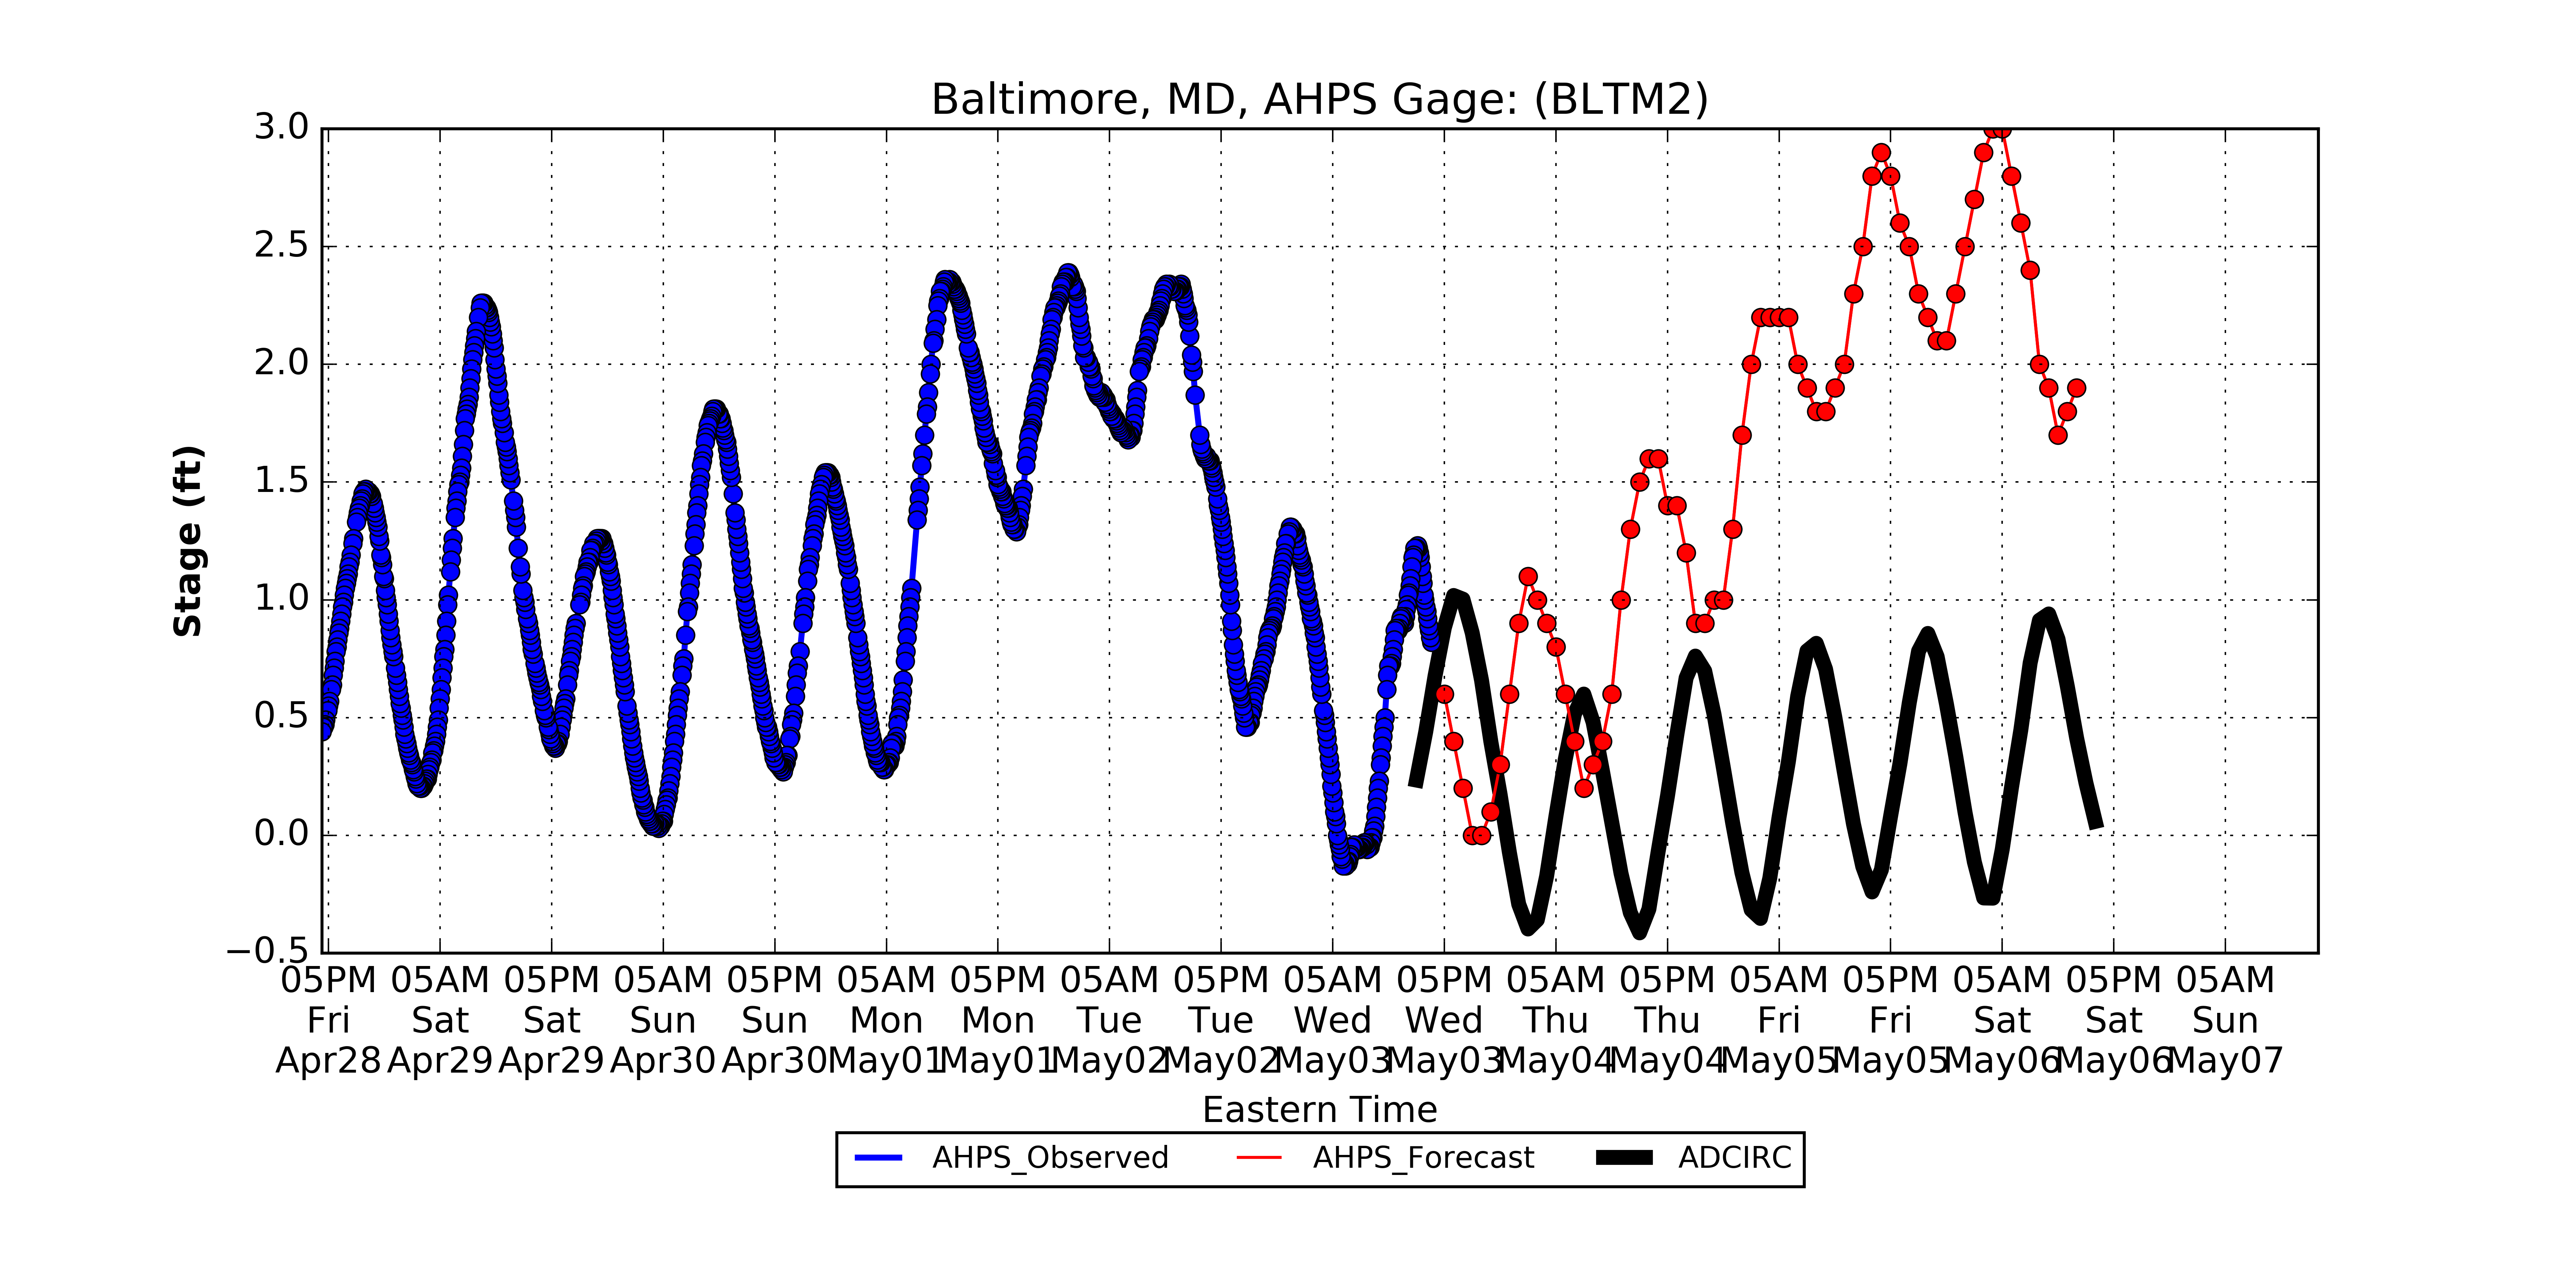 Baltimore, MD, AHPS Gage: (BLTM2)
3.0
2.5
2.0
1.5
1.0
0.5
0.0
−0.5
Stage (ft)
05PM 05AM 05PM 05AM 05PM 05AM 05PM 05AM 05PM 05AM 05PM 05AM 05PM 05AM 05PM 05AM 05PM 05AM
Fri Sat Sat Sun Sun Mon Mon Tue Tue Wed Wed Thu Thu Fri Fri Sat Sat Sun
Apr28 Apr29 Apr29 Apr30 Apr30 May01 May01 May02 May02 May03 May03 May04 May04 May05 May05 May06 May06 May07
Eastern Time
AHPS_Observed AHPS_Forecast ADCIRC